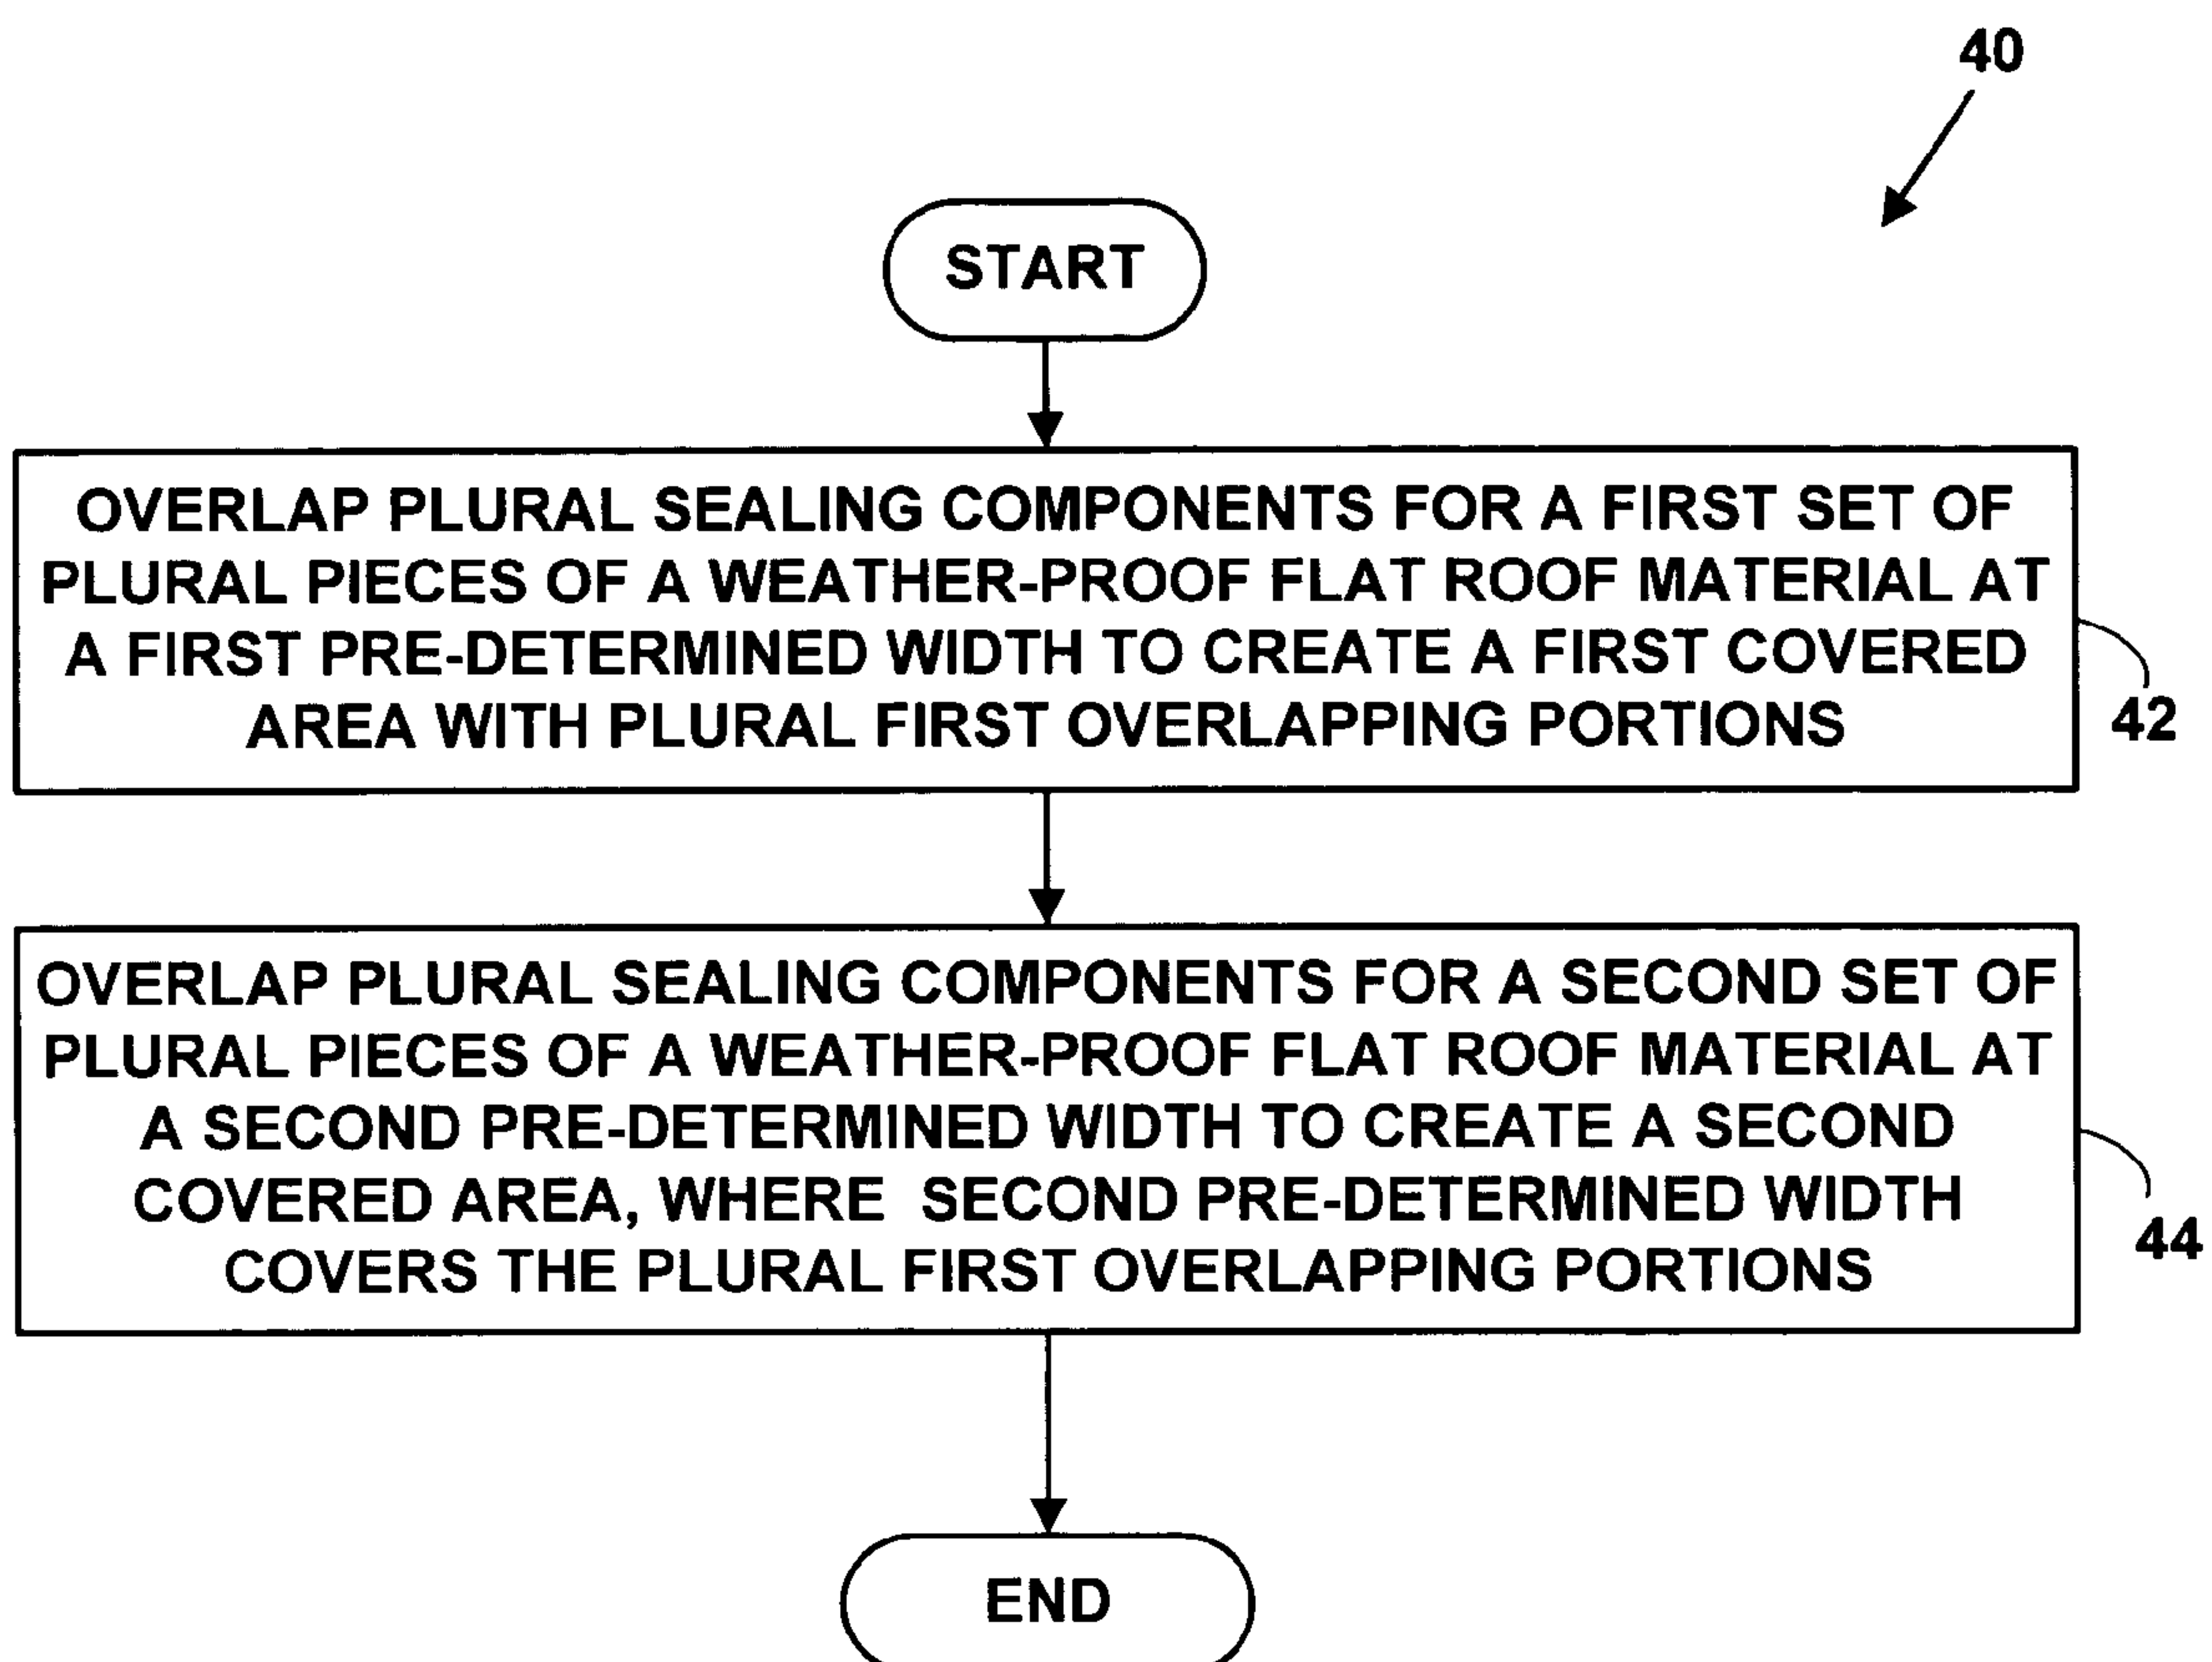 40
START
OVERLAP PLURAL SEALING COMPONENTS FOR A FIRST SET OF
PLURAL PIECES OF A WEATHER-PROOF FLAT ROOF MATERIAL AT
A FIRST PRE-DETERMINED WIDTH TO CREATE A FIRST COVERED
AREA WITH PLURAL FIRST OVERLAPPING PORTIONS
42
OVERLAP PLURAL SEALING COMPONENTS FOR A SECOND SET OF
PLURAL PIECES OF A WEATHER-PROOF FLAT ROOF MATERIAL AT
A SECOND PRE-DETERMINED WIDTH TO CREATE A SECOND
COVERED AREA, WHERE SECOND PRE-DETERMINED WIDTH
COVERS THE PLURAL FIRST OVERLAPPING PORTIONS
44
END